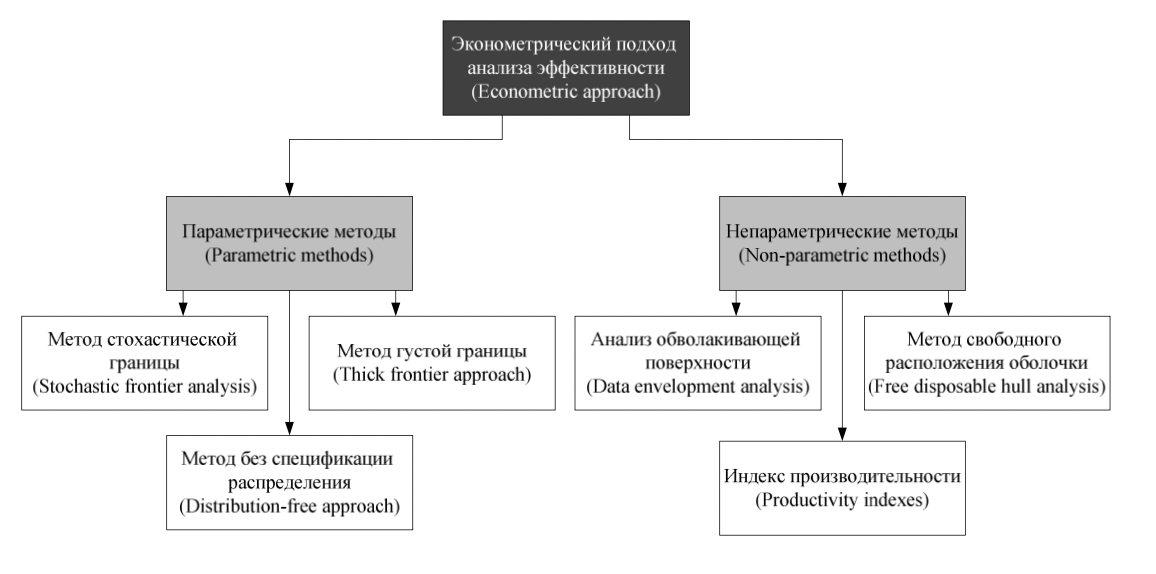 Эконометрический подход
анализа эффективности
(Econometric approach)
Параметрические методы
(Parametric methods)
Непараметрические методы
(Non-parametric methods)
Метод стохастической
границы
(Stochastic frontier analysis)
Метод густой границы
(Thick frontier approach)
Анализ обволакивающей
поверхности
(Data envelopment analysis)
Метод свободного
расположения оболочки
(Free disposable hull analysis)
Метод без спецификации
распределения
(Distribution-free approach)
Индекс производительности
(Productivity indexes)